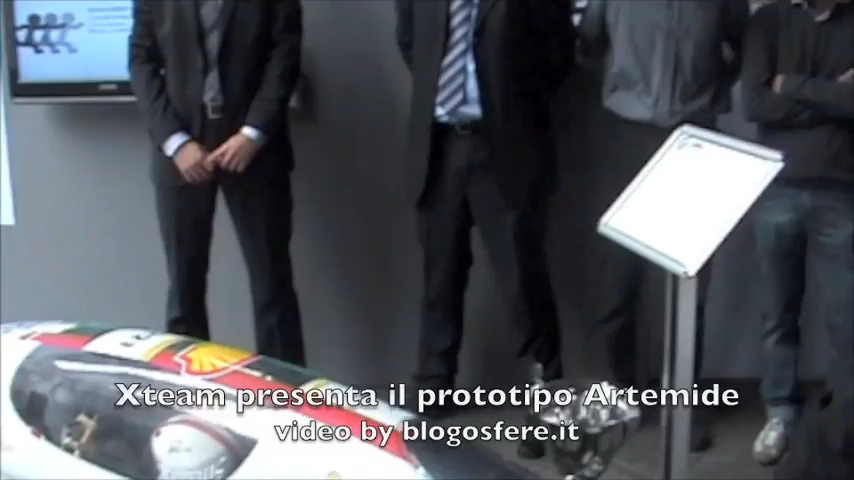 Xteam presenta il prototipo Artemide
video by blogosfere.it